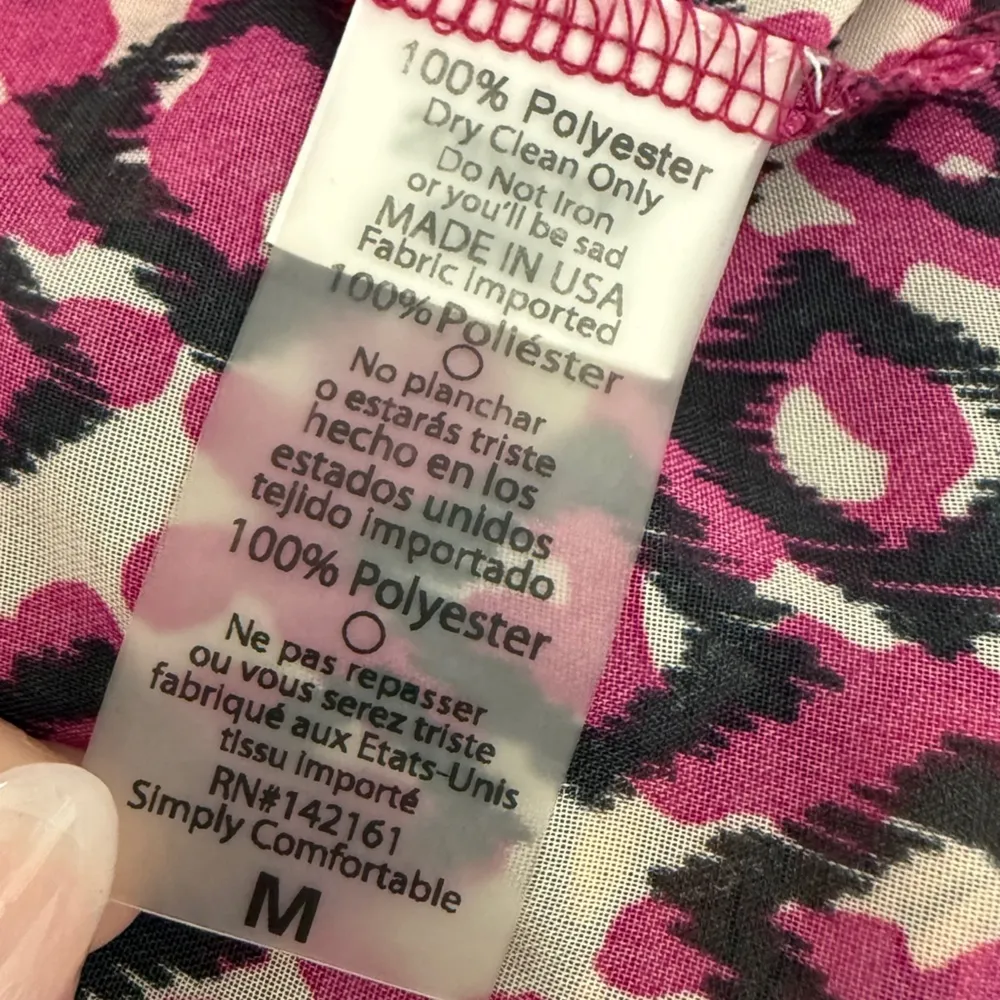 100% Polyester
Dry Clean Only
Do Not Iron
or you'll be sad
MADE IN USA
Fabric Imported
100% Poliéster
No planchar
o estarás triste
hecho en los
estados unidos
tejido importado
100% Polyester
Ne pas repasser
ou vous serez triste
fabriqué aux Etats-Unis
tissu importé
RN#142161
Simply Comfortable
M